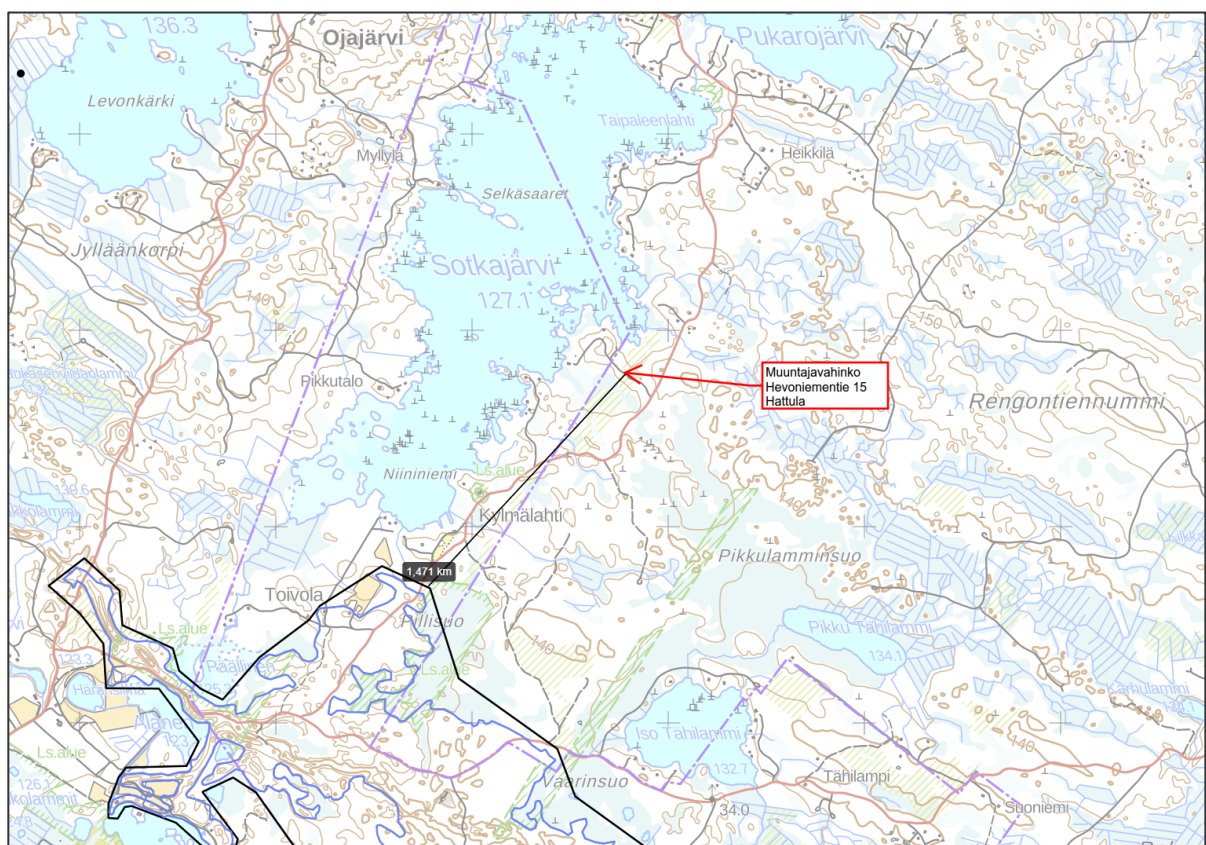 136.3
Ojajärvi
Pukarojärvi
Levonkärki
Taipaleenlahti
Myllylä
Heikkilä
Selkäsaaret
Jylläänkorpi
Sotkajärvi
127.1
140
150
Muuntajavahinko
Hevoniementie 15
Hattula
Pikkutalo
Rengontiennummi
Niininiemi
Ls.alue
140
Kylmälahti
Pikkulamminsuo
1,471 km
Toivola
Pillisuo
Ls.alue
Pikku Tähilammi
134.1
140
123.3
Ls.alue
Iso Tähilammi
132.7
140
Ls.alue
Vaarinsuo
Tähilampi
34.0
Suoniemi